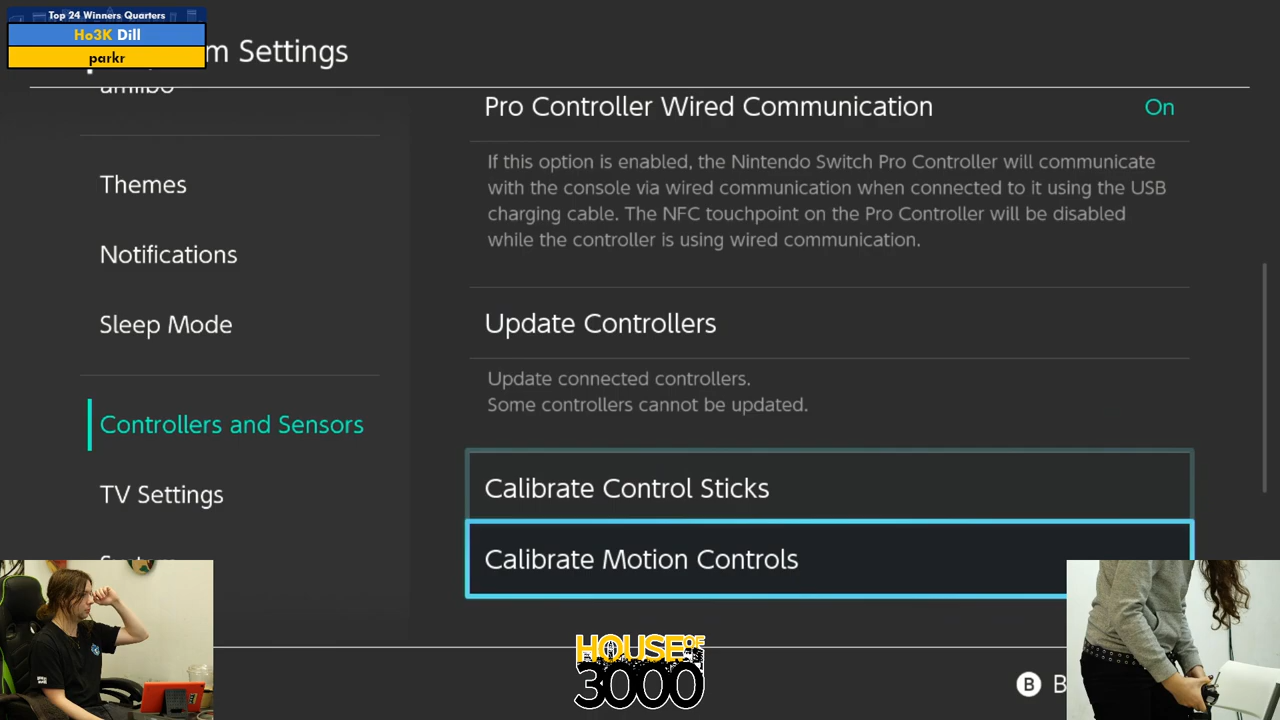 Top 24 Winners Quarters
Ho3K Dill
parkr
m Settings
amiibo
Themes
Notifications
Sleep Mode
Controllers and Sensors
TV Settings
System
Pro Controller Wired Communication
On
If this option is enabled, the Nintendo Switch Pro Controller will communicate
with the console via wired communication when connected to it using the USB
charging cable. The NFC touchpoint on the Pro Controller will be disabled
while the controller is using wired communication.
Update Controllers
Update connected controllers.
Some controllers cannot be updated.
Calibrate Control Sticks
Calibrate Motion Controls
HOUSE OF
3000
B B